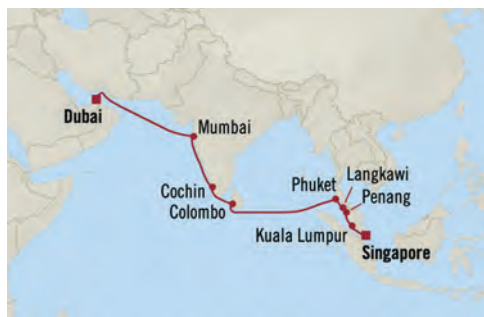 Dubai
Mumbai
Cochin
Colombo
Phuket
Langkawi
Penang
Kuala Lumpur
Singapore